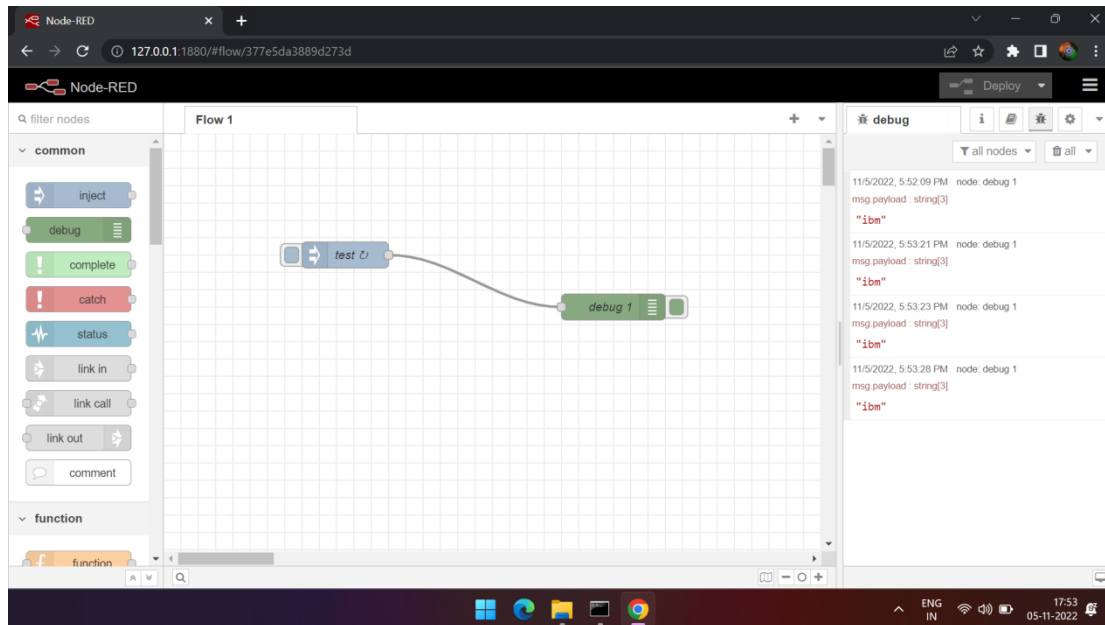 Node-RED
127.0.0.1:1880/#flow/377e5da3889d273d
Node-RED
Deploy
filter nodes
Flow 1
debug
i
all nodes
all
common
inject
debug
complete
catch
status
link in
link call
link out
comment
function
f function
test ↻
debug 1
11/5/2022, 5:52:09 PM node: debug 1
msg.payload : string[3]
"ibm"
11/5/2022, 5:53:21 PM node: debug 1
msg.payload : string[3]
"ibm"
11/5/2022, 5:53:23 PM node: debug 1
msg.payload : string[3]
"ibm"
11/5/2022, 5:53:28 PM node: debug 1
msg.payload : string[3]
"ibm"
ENG
IN
17:53
05-11-2022